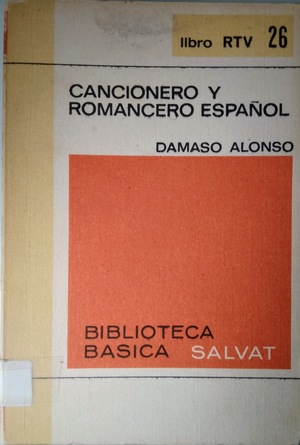 libro RTV 26
CANCIONERO Y
ROMANCERO ESPAÑOL
DAMASO ALONSO
BIBLIOTECA
BASICA SALVAT